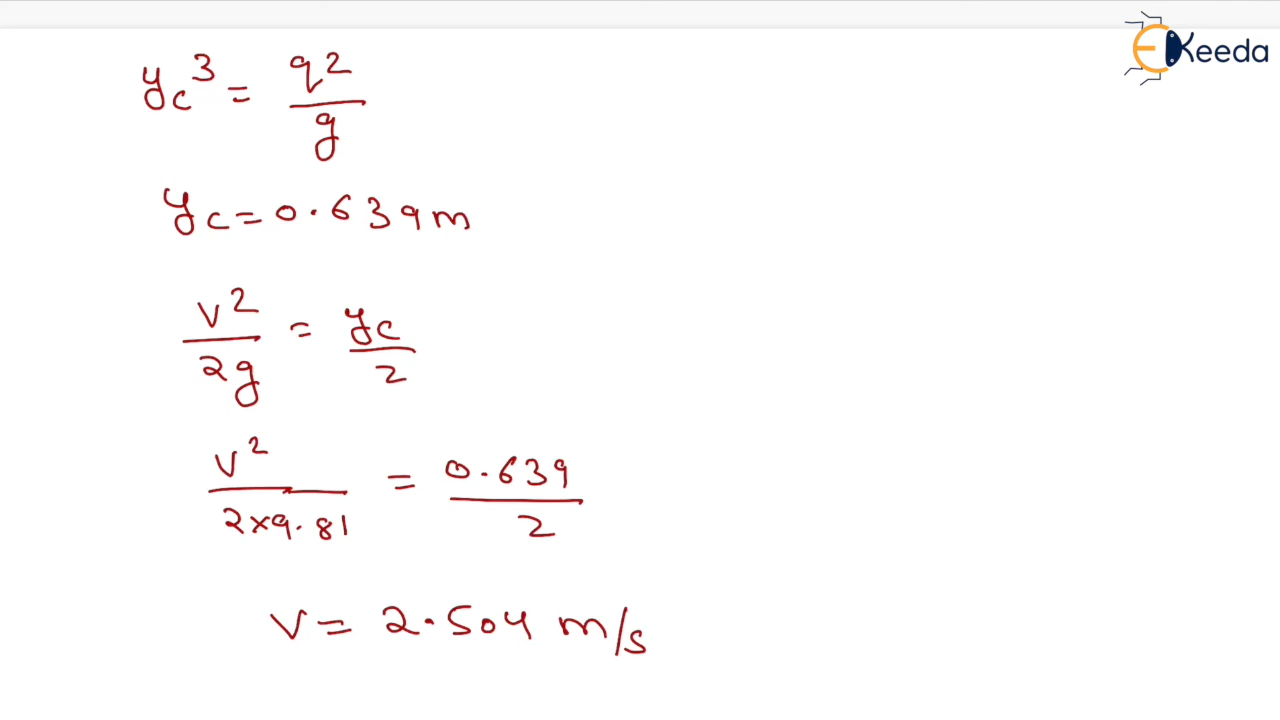 EKeeda
yc³ = q2/g
yc = 0.639m
v²/2g = yc/2
v²/2×9.81 = 0.639/2
v = 2.504 m/s